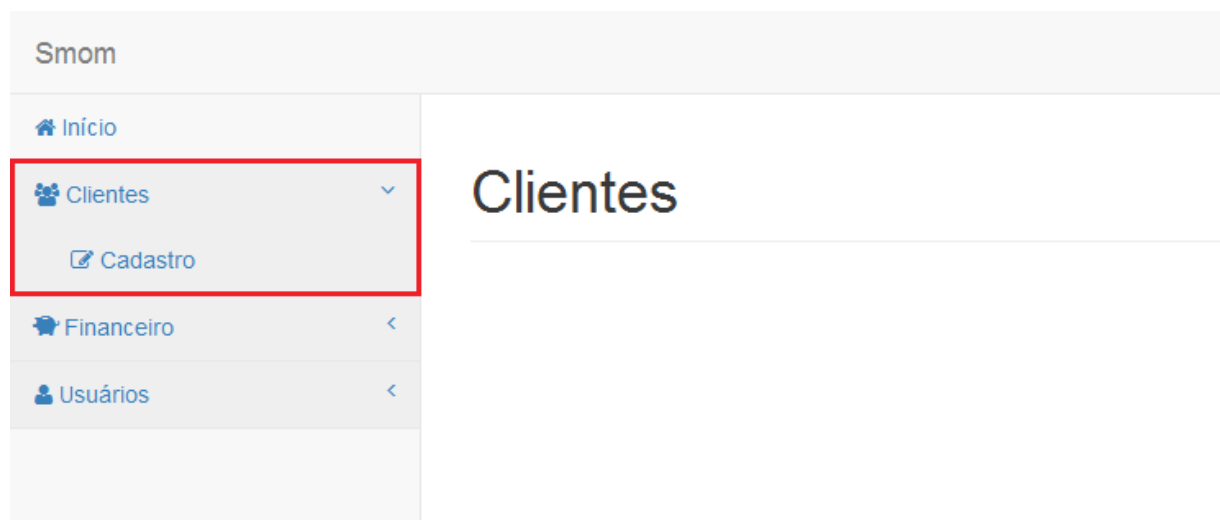 Smom
Início
Clientes
Cadastro
Financeiro
Usuários
Clientes